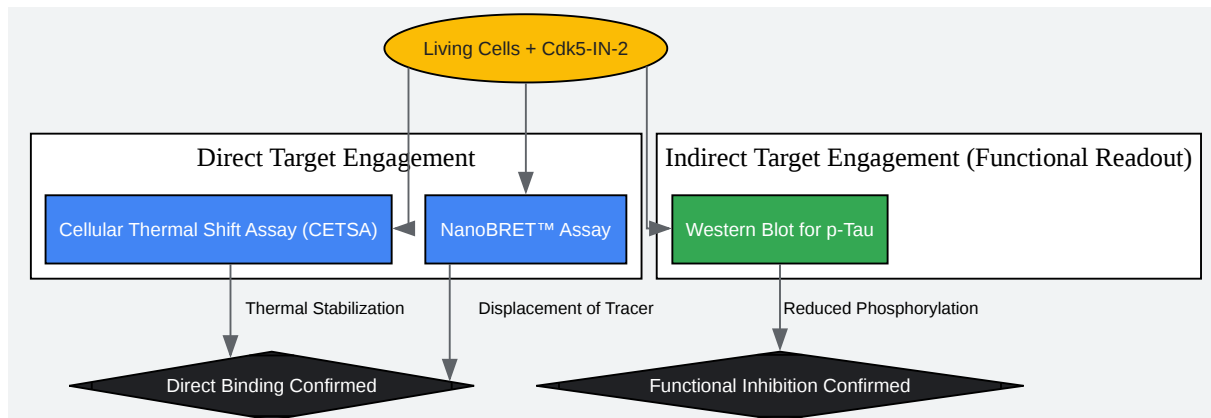 Living Cells + Cdk5-IN-2
Direct Target Engagement
Indirect Target Engagement (Functional Readout)
Cellular Thermal Shift Assay (CETSA)
NanoBRET™ Assay
Western Blot for p-Tau
Thermal Stabilization
Displacement of Tracer
Reduced Phosphorylation
Direct Binding Confirmed
Functional Inhibition Confirmed